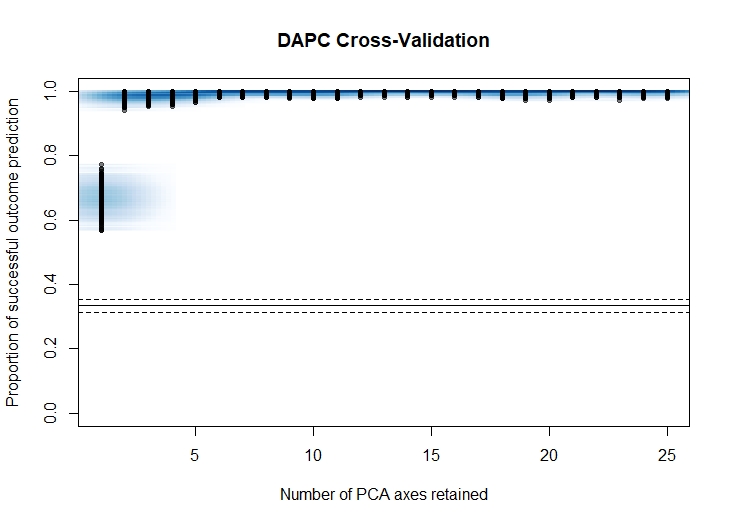 DAPC Cross-Validation
Proportion of successful outcome prediction
1.0
0.8
0.6
0.4
0.2
0.0
5 10 15 20 25
Number of PCA axes retained